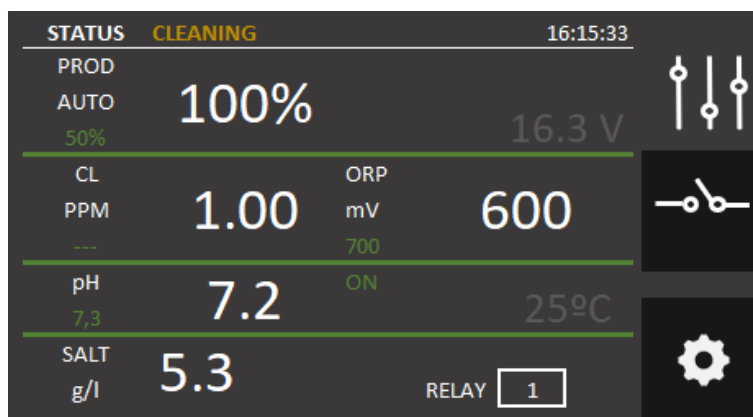 STATUS CLEANING 16:15:33
PROD
AUTO 100%
50% 16.3 V
CL ORP
PPM 1.00 mV 600
--- 700
pH 7.2 ON
7,3 25ºC
SALT 5.3
g/l RELAY 1